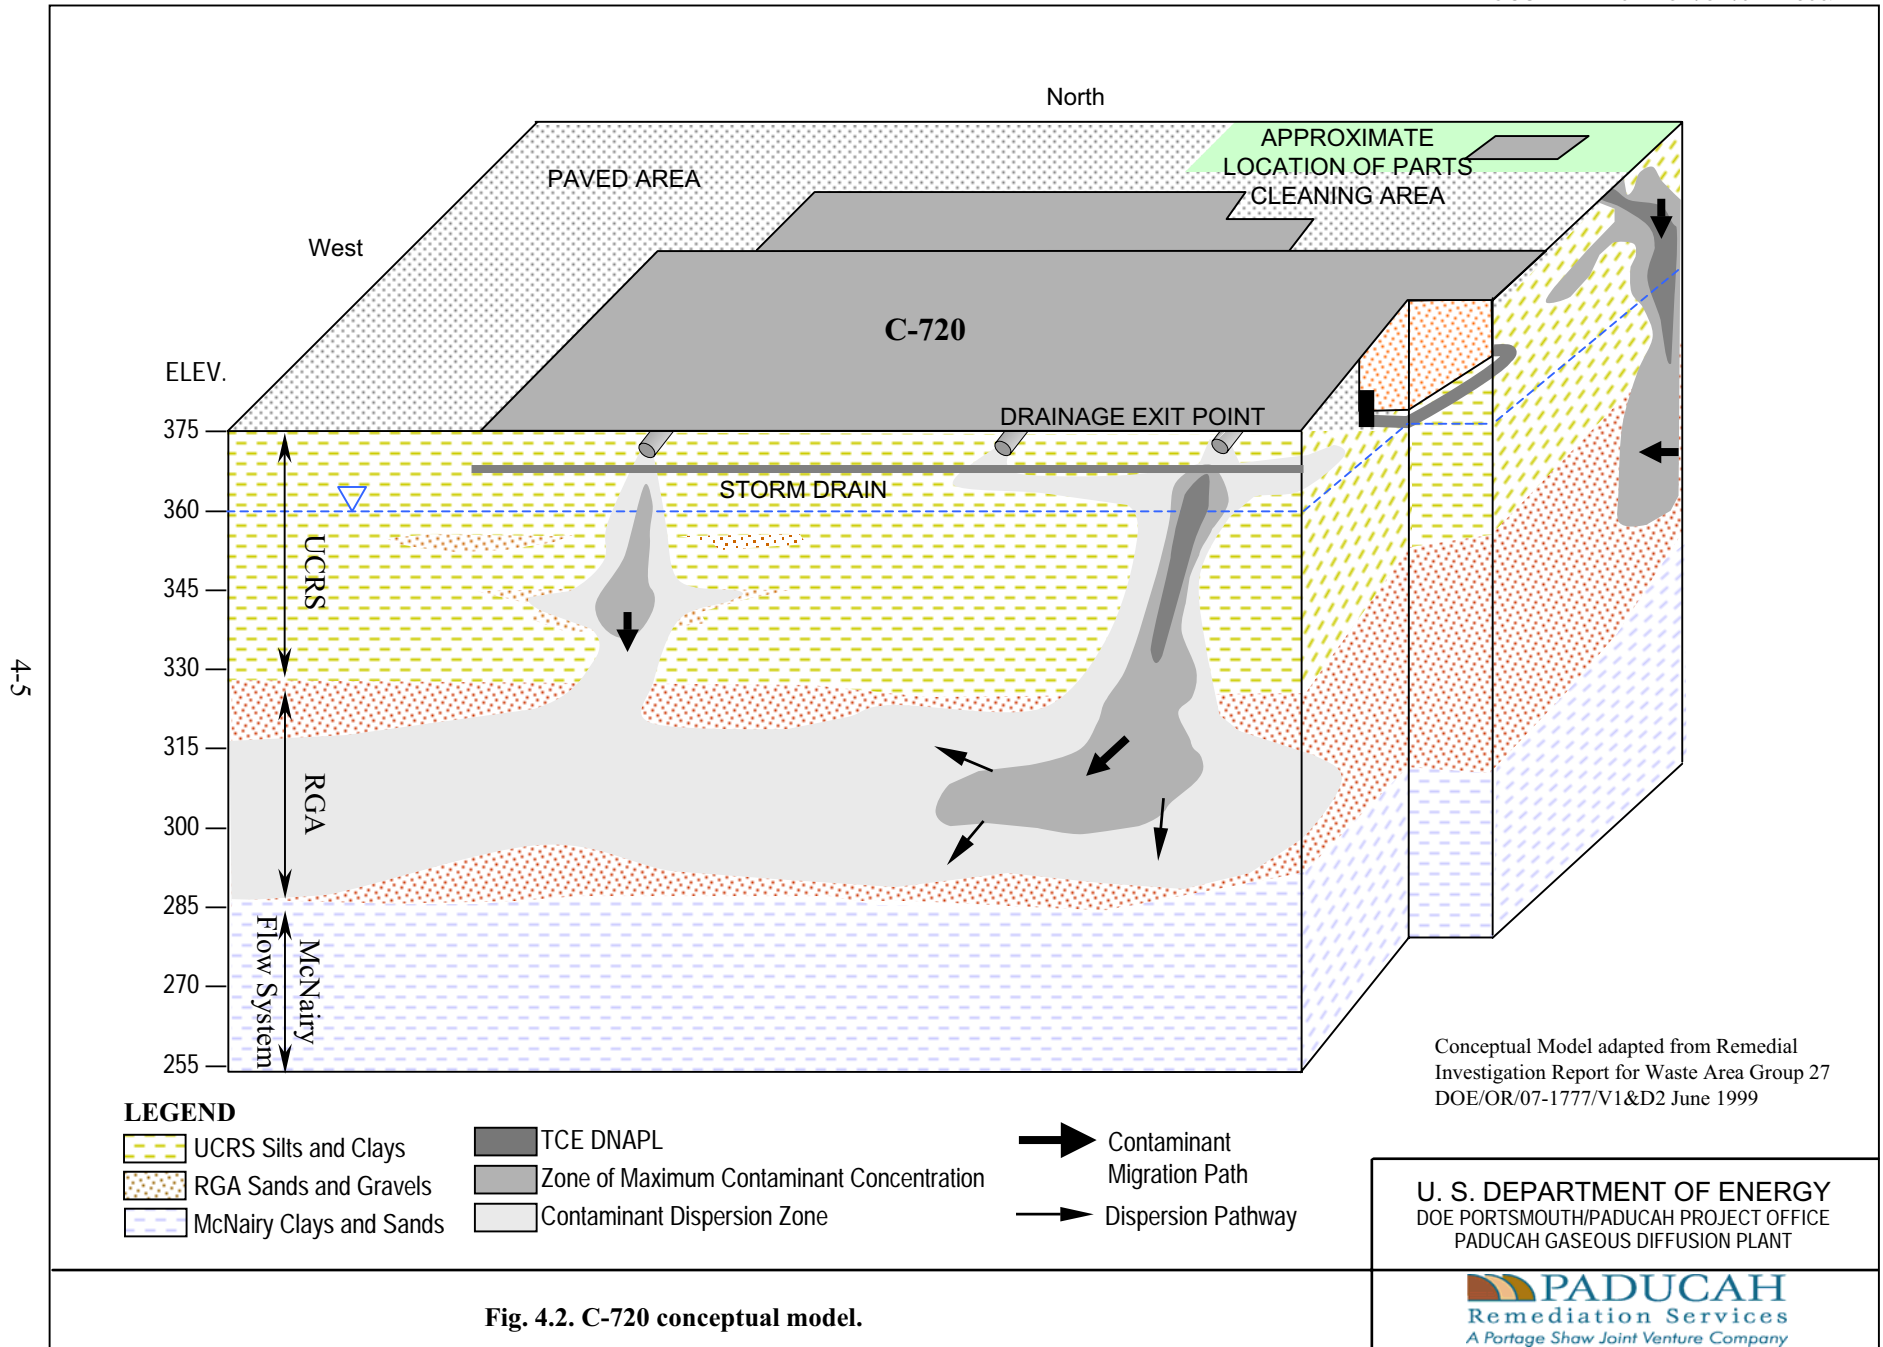 North
APPROXIMATE
LOCATION OF PARTS
CLEANING AREA
PAVED AREA
West
C-720
ELEV.
DRAINAGE EXIT POINT
375
STORM DRAIN
360
345
330
315
300
285
270
255
UCRS
RGA
McNairy
Flow System
4-5
Conceptual Model adapted from Remedial
Investigation Report for Waste Area Group 27
DOE/OR/07-1777/V1&D2 June 1999
LEGEND
UCRS Silts and Clays
RGA Sands and Gravels
McNairy Clays and Sands
TCE DNAPL
Zone of Maximum Contaminant Concentration
Contaminant Dispersion Zone
Contaminant
Migration Path
Dispersion Pathway
U. S. DEPARTMENT OF ENERGY
DOE PORTSMOUTH/PADUCAH PROJECT OFFICE
PADUCAH GASEOUS DIFFUSION PLANT
PADUCAH
Remediation Services
A Portage Shaw Joint Venture Company
Fig. 4.2. C-720 conceptual model.